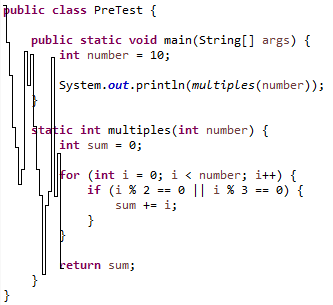 public class PreTest {
public static void main(String[] args) {
int number = 10;
System.out.println(multiples(number));
}
static int multiples(int number) {
int sum = 0;
for (int i = 0; i < number; i++) {
if (i % 2 == 0 || i % 3 == 0) {
sum += i;
}
}
return sum;
}
}